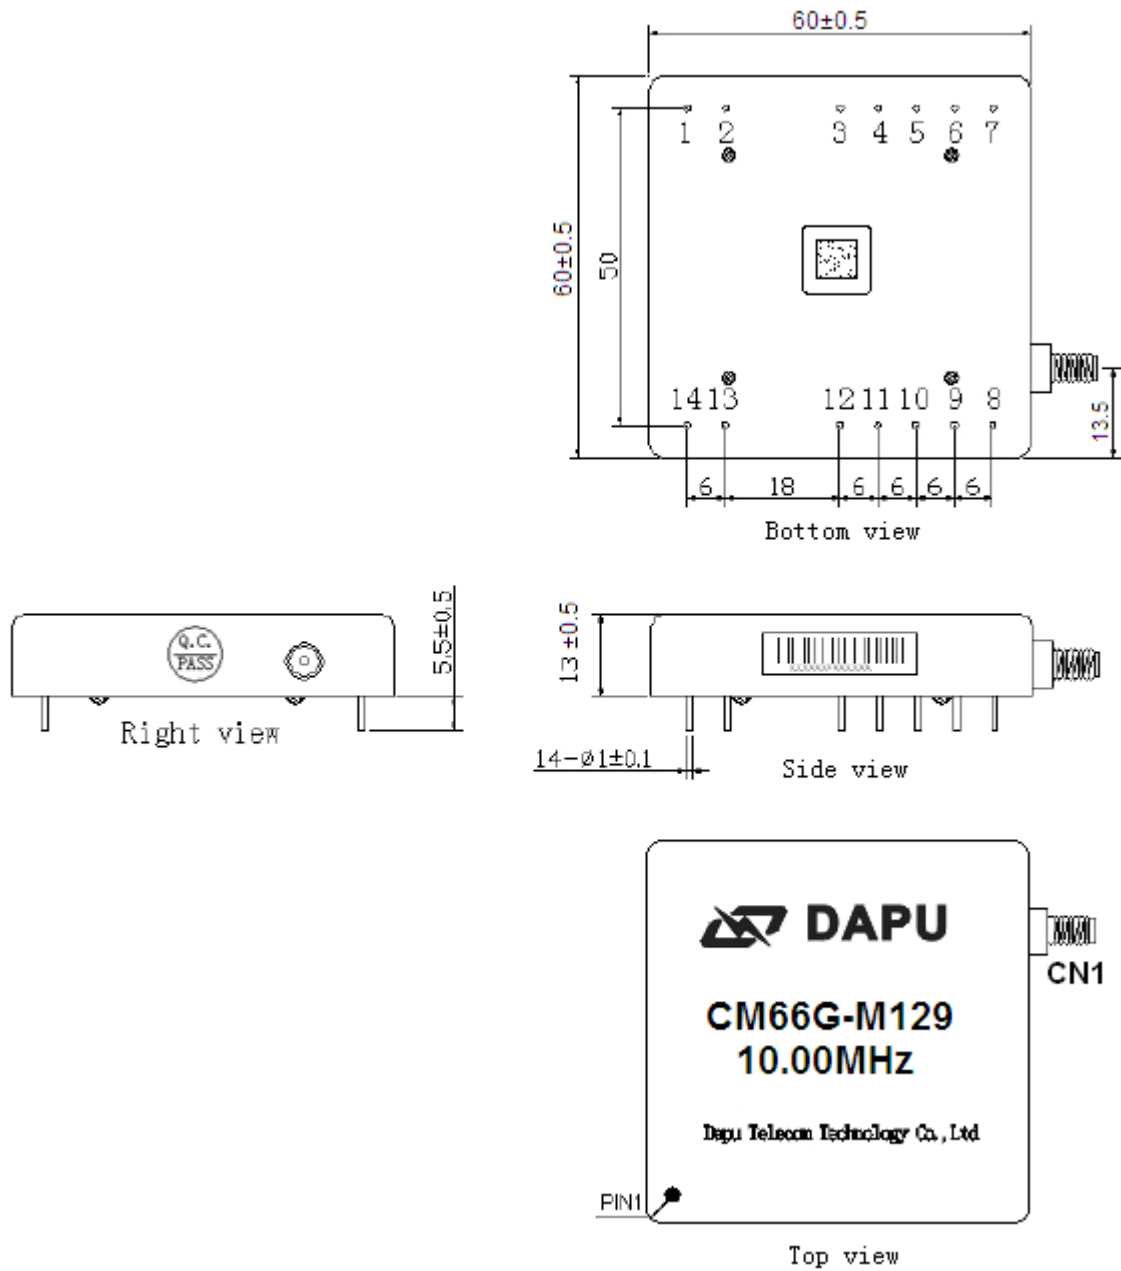 60±0.5
1 2 3 4 5 6 7
60±0.5
50
14 13 12 11 10 9 8
13.5
6 18 6 6 6 6
Bottom view
Q.C.
PASS
5.5±0.5
Right view
13 ±0.5
14-Ø1±0.1
Side view
DAPU
CN1
CM66G-M129
10.00MHz
Dapu Telecom Technology Co.,Ltd
PIN1
Top view